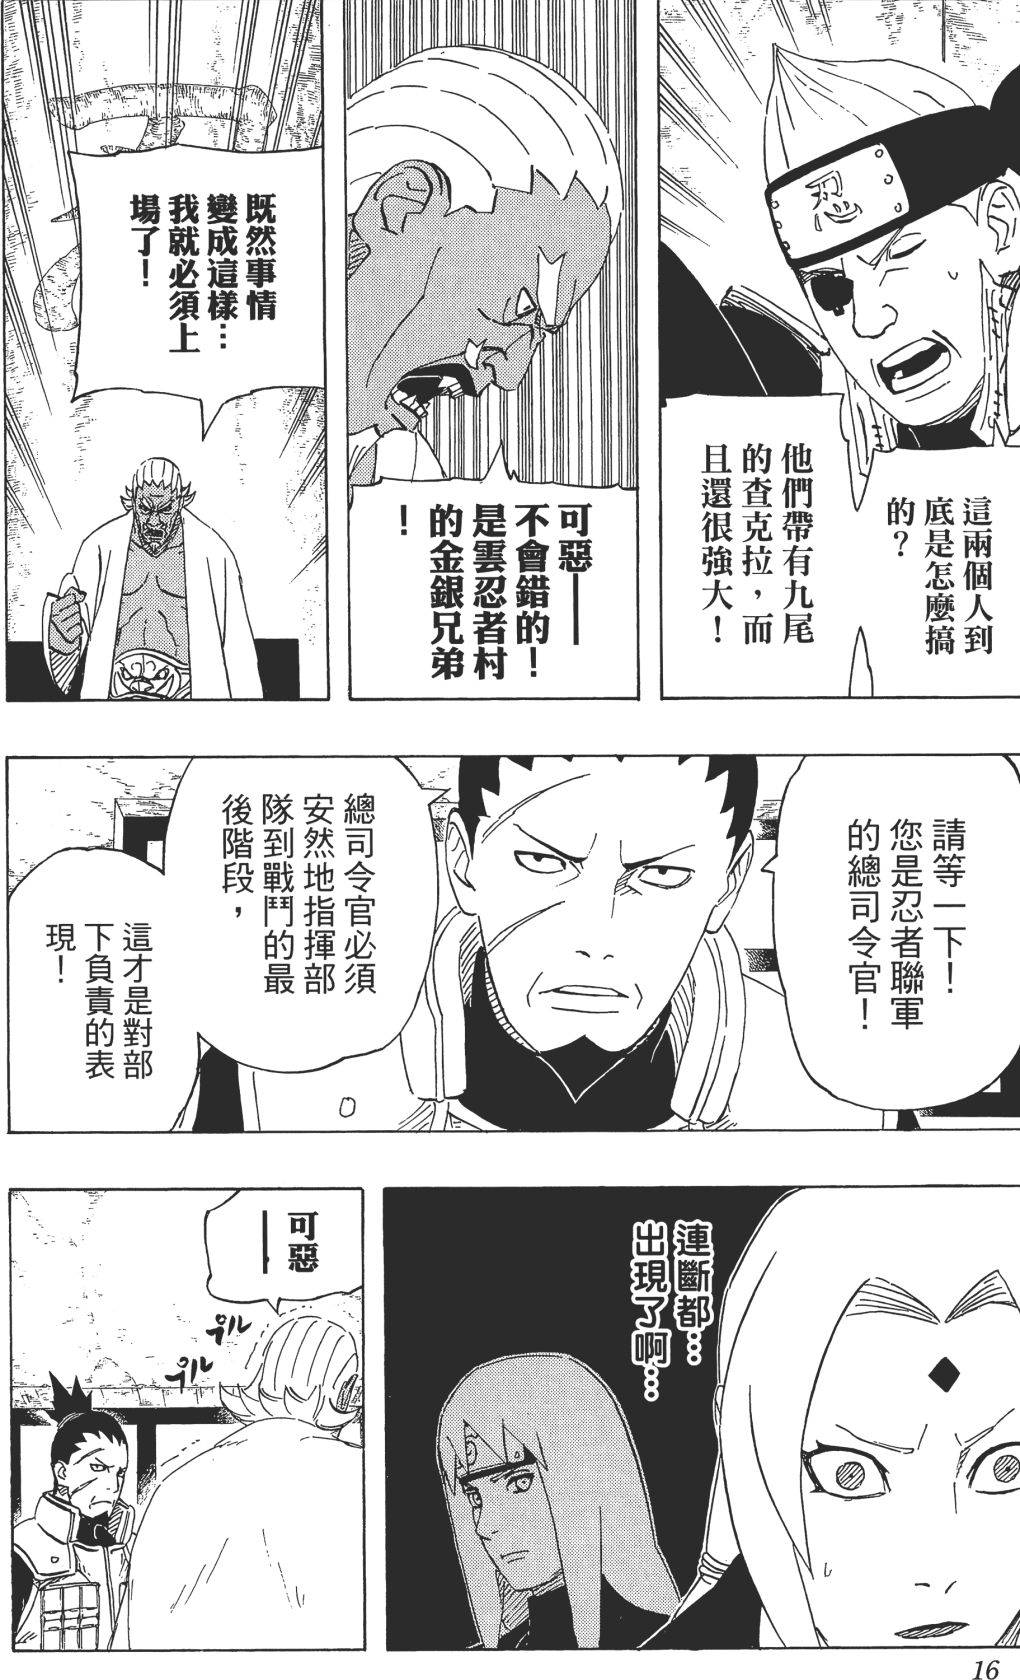 這兩個人到
底是怎麼搞
的？
他們帶有九尾
的查克拉，而
且還很強大！
忍
可惡——
不會錯的！
是雲忍者村
的金銀兄弟
！
既然事情
變成這樣…
我就必須上
場了！
請等一下！
您是忍者聯軍
的總司令官！
總司令官必須
安然地指揮部
隊到戰鬥的最
後階段，
這才是對部
下負責的表
現！
連斷都…
出現了啊…
可惡
——
プル
プル
16